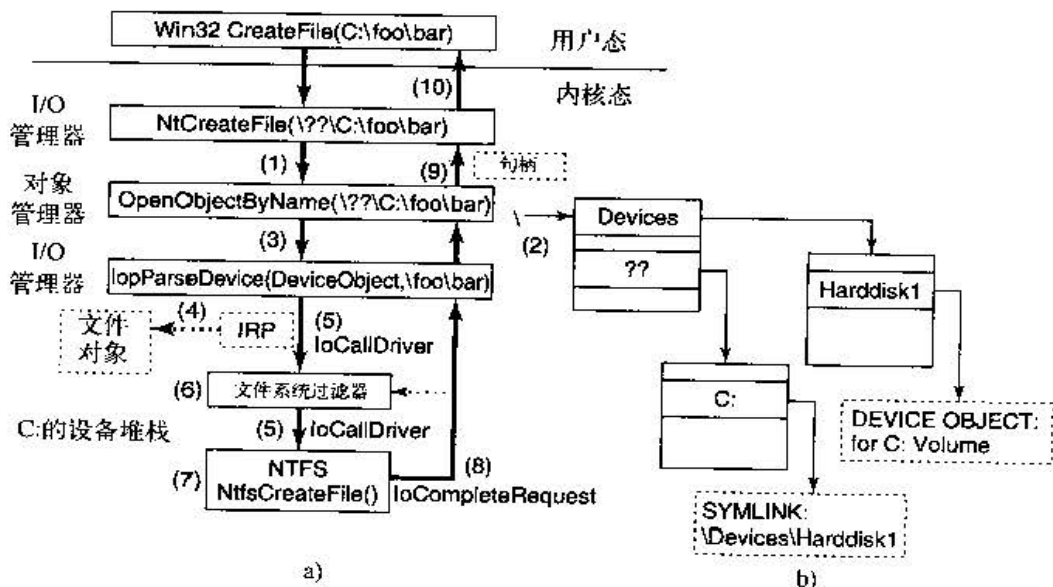 Win32 CreateFile(C:\foo\bar)
用户态
内核态
(10)
I/O
管理器
NtCreateFile(\??\C:\foo\bar)
(1)
(9)
句柄
对象
管理器
OpenObjectByName(\??\C:\foo\bar)
(3)
I/O
管理器
IopParseDevice(DeviceObject,\foo\bar)
(4)
文件
对象
IRP
(5)
IoCallDriver
(6)
文件系统过滤器
C:的设备堆栈
(5)
IoCallDriver
(7)
NTFS
NtfsCreateFile()
(8)
IoCompleteRequest
a)
\
(2)
Devices
??
Harddisk1
C:
DEVICE OBJECT:
for C: Volume
SYMLINK:
\Devices\Harddisk1
b)